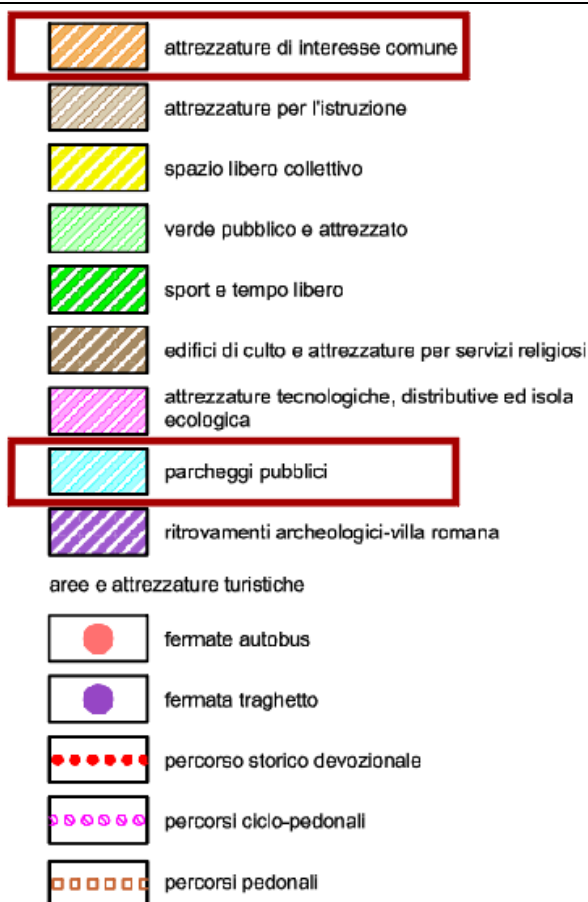 attrezzature di interesse comune
attrezzature per l'istruzione
spazio libero collettivo
verde pubblico e attrezzato
sport e tempo libero
edifici di culto e attrezzature per servizi religiosi
attrezzature tecnologiche, distributive ed isola
ecologica
parcheggi pubblici
ritrovamenti archeologici-villa romana
aree e attrezzature turistiche
fermate autobus
fermata traghetto
percorso storico devozionale
percorsi ciclo-pedonali
percorsi pedonali